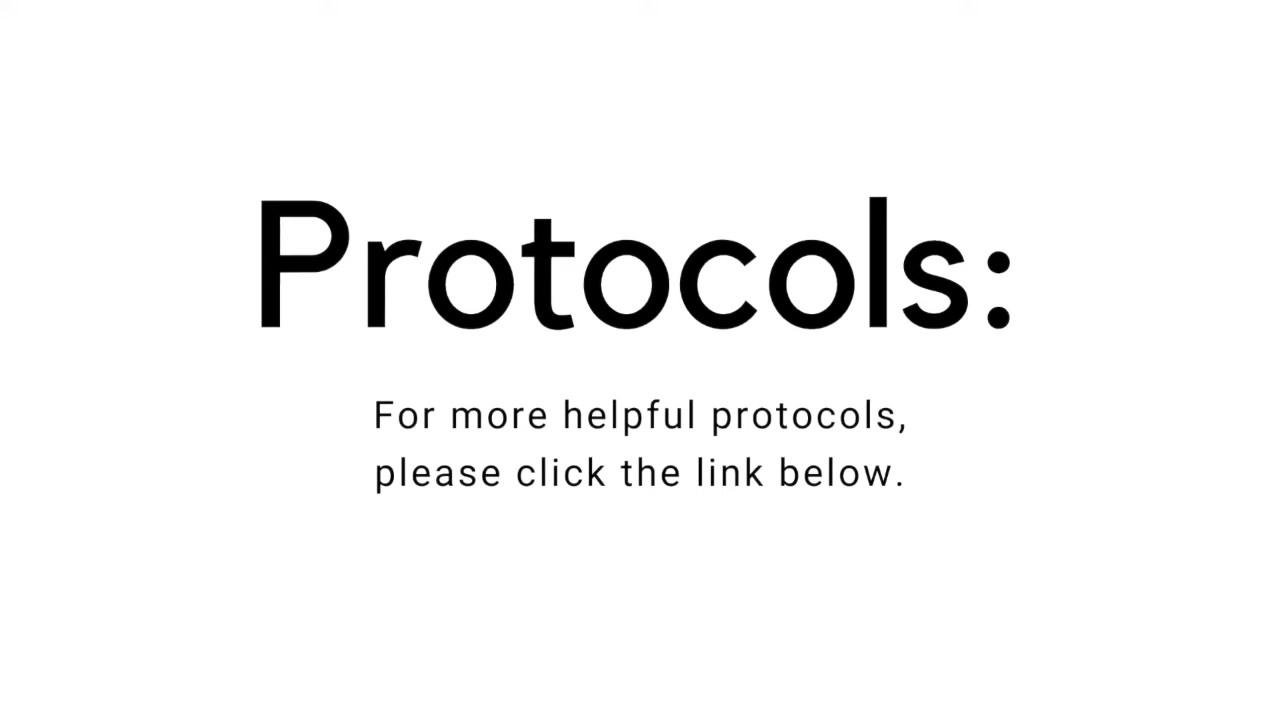 Protocols:
For more helpful protocols,
please click the link below.